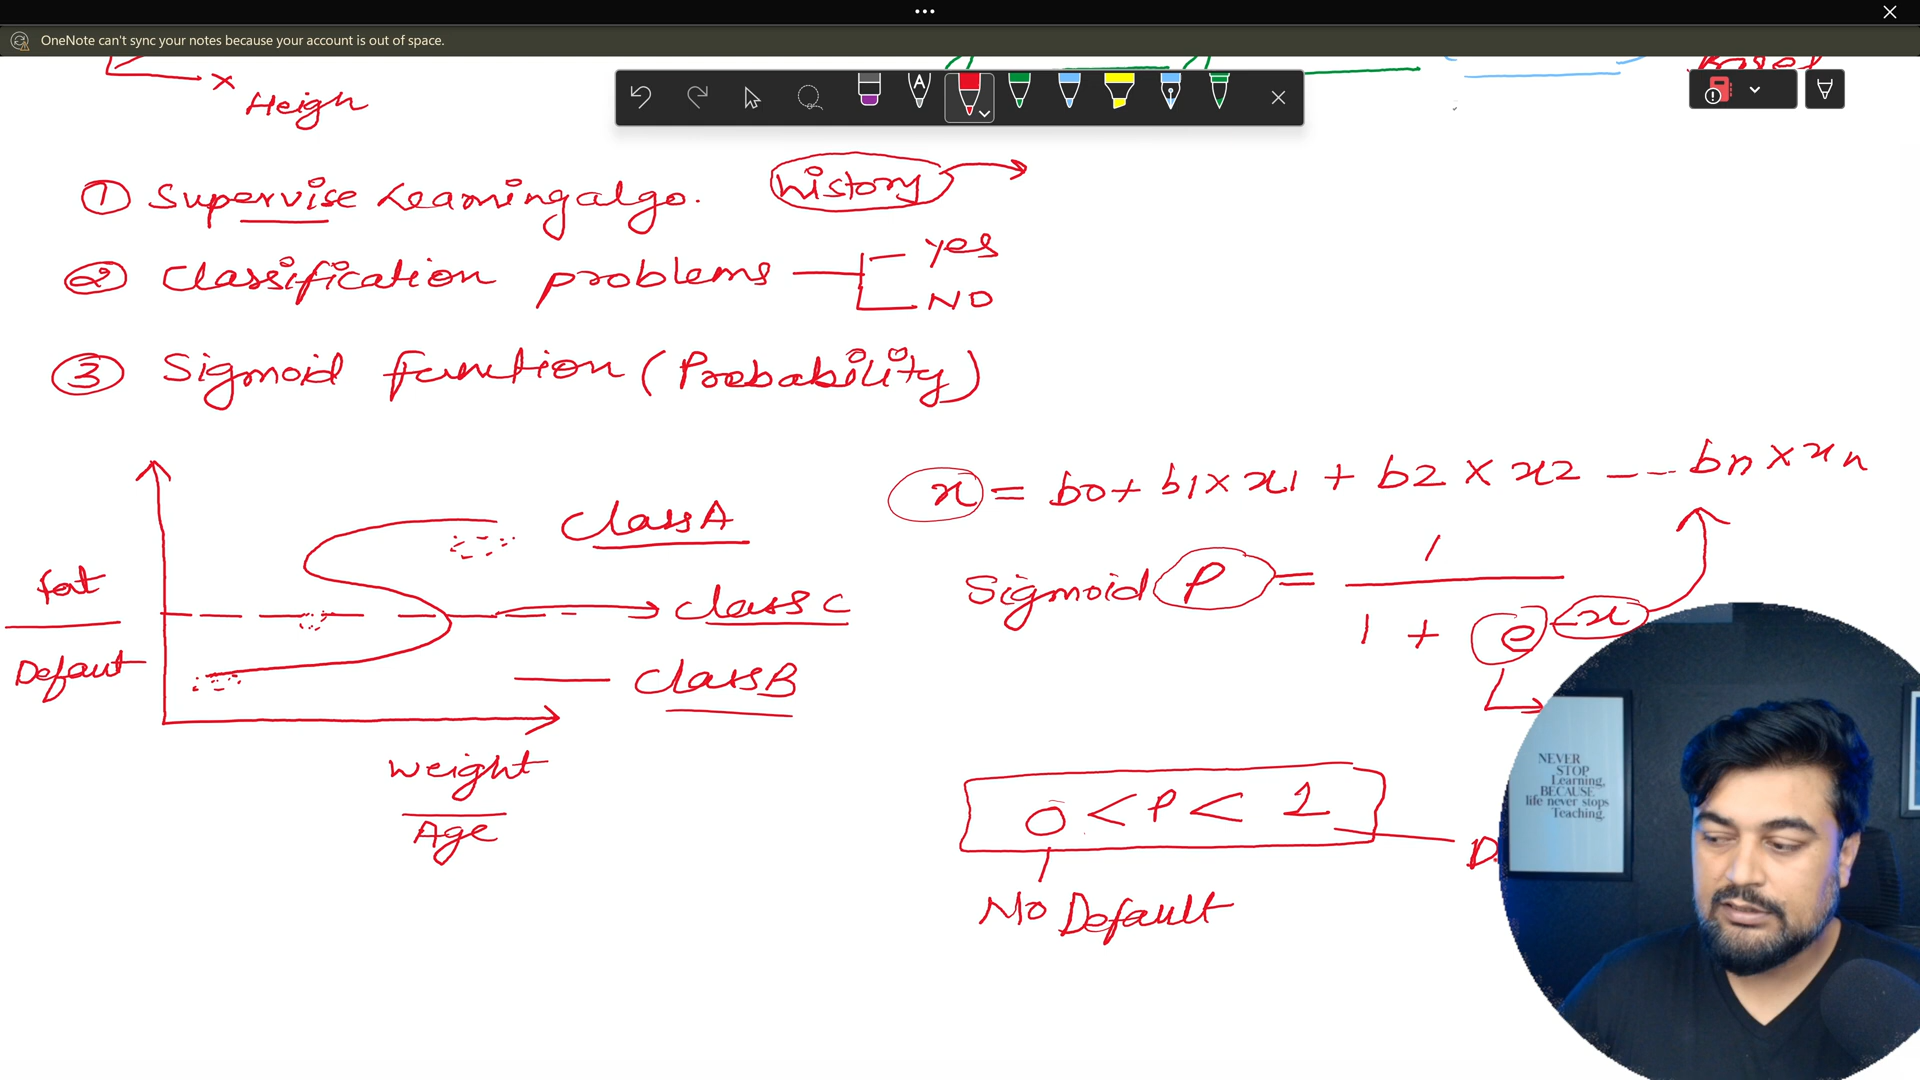 OneNote can't sync your notes because your account is out of space.
x
Heigh
① Supervise Learning algo. history
② Classification problems
Yes
NO
③ Sigmoid function (Probability)
x = b0 + b1 × x1 + b2 × x2 --- bn × xn
Class A
Sigmoid P = 1
1 + e -x
fat
Class C
Defaut
Class B
Weight
Age
0 < P < 1
D
No Default
NEVER
STOP
Learning,
BECAUSE
life never stops
Teaching.